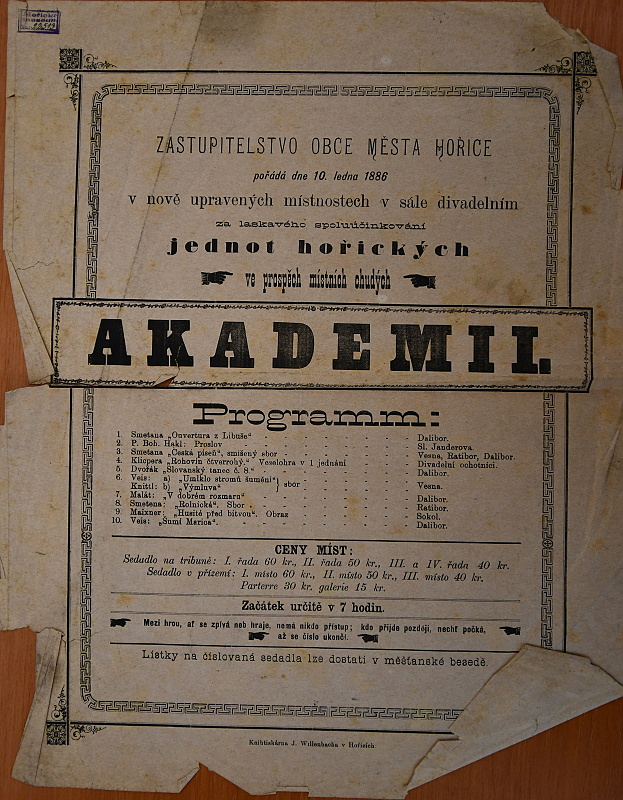 ZASTUPITELSTVO OBCE MĚSTA HOŘICE
pořádá dne 10. ledna 1886
v nově upravených místnostech v sále divadelním
za laskavého spoluúčinkování
jednot hořických
ve prospěch místních chudých
AKADEMII.
Programm:
1. Smetana „Ouvertura z Libuše“ Dalibor.
2. P. Boh. Hakl: Proslov Sl. Janderova.
3. Smetana „Česká píseň“, smíšený sbor Vesna, Ratibor, Dalibor.
4. Klicpera „Rohovín čtverrohý.“ Veselohra v 1 jednání Divadelní ochotníci.
5. Dvořák „Slovanský tanec č. 8.“ Dalibor.
6. Veis: a) „Umlklo stromů šumění“
Knittl: b) „Výmluva“ } sbor Vesna.
7. Malát: „V dobrém rozmaru“ Dalibor.
8. Smetena: „Rolnická“. Sbor Ratibor.
9. Maixner: „Husité před bitvou“. Obraz Sokol.
10. Veis: „Šumí Marica“. Dalibor.
CENY MÍST:
Sedadlo na tribuně: I. řada 60 kr., II. řada 50 kr., III. a IV. řada 40 kr.
Sedadlo v přízemí: I. místo 60 kr., II. místo 50 kr., III. místo 40 kr.
Parterre 30 kr. galerie 15 kr.
Začátek určitě v 7 hodin.
Mezi hrou, ať se zpívá neb hraje, nemá nikdo přístup; kdo přijde později, nechť počká,
až se číslo ukončí.
Lístky na číslovaná sedadla lze dostati v měšťanské besedě.
Knihtiskárna J. Willenbacha v Hořicích